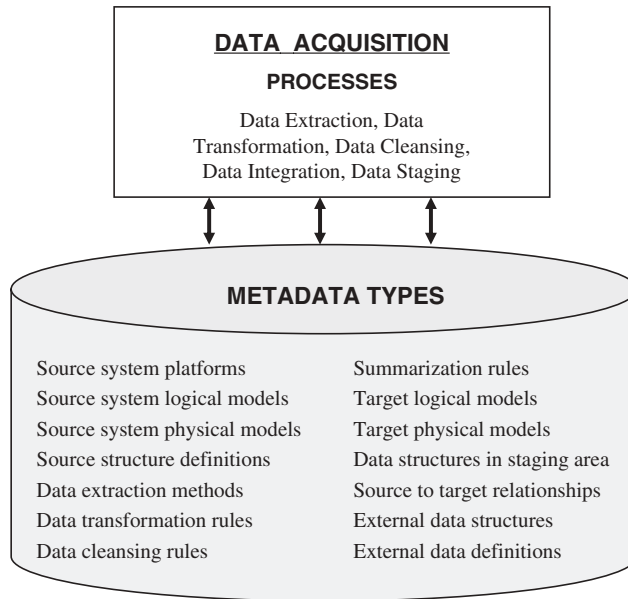 DATA ACQUISITION
PROCESSES
Data Extraction, Data
Transformation, Data Cleansing,
Data Integration, Data Staging
METADATA TYPES
Source system platforms
Source system logical models
Source system physical models
Source structure definitions
Data extraction methods
Data transformation rules
Data cleansing rules
Summarization rules
Target logical models
Target physical models
Data structures in staging area
Source to target relationships
External data structures
External data definitions